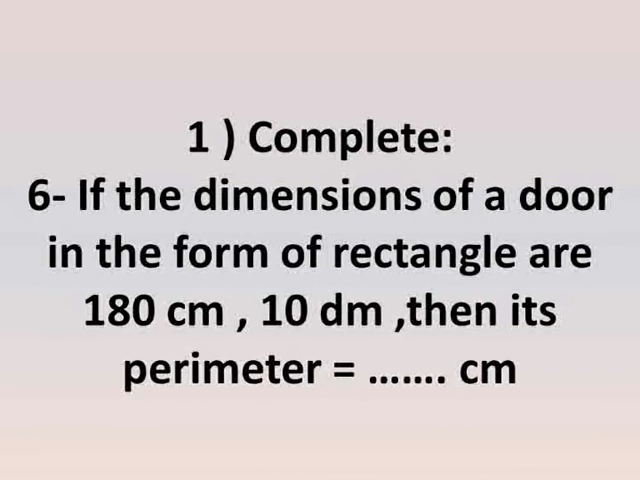 1 ) Complete:
6- If the dimensions of a door
in the form of rectangle are
180 cm , 10 dm ,then its
perimeter = ……. cm